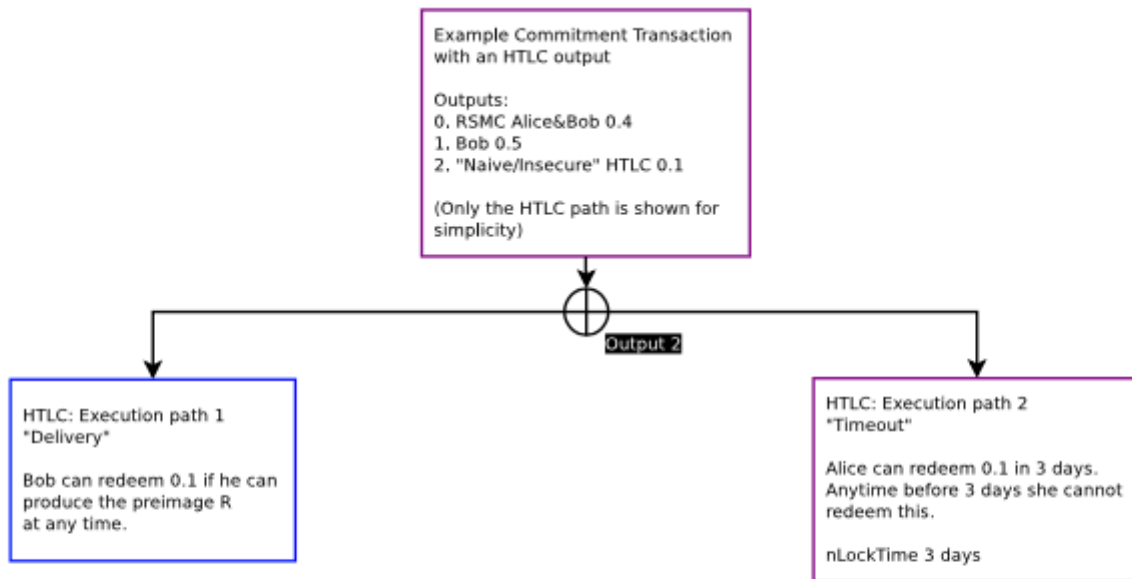 Example Commitment Transaction
with an HTLC output
Outputs:
0. RSMC Alice&Bob 0.4
1. Bob 0.5
2. "Naive/Insecure" HTLC 0.1
(Only the HTLC path is shown for
simplicity)
Output 2
HTLC: Execution path 1
"Delivery"
Bob can redeem 0.1 if he can
produce the preimage R
at any time.
HTLC: Execution path 2
"Timeout"
Alice can redeem 0.1 in 3 days.
Anytime before 3 days she cannot
redeem this.
nLockTime 3 days